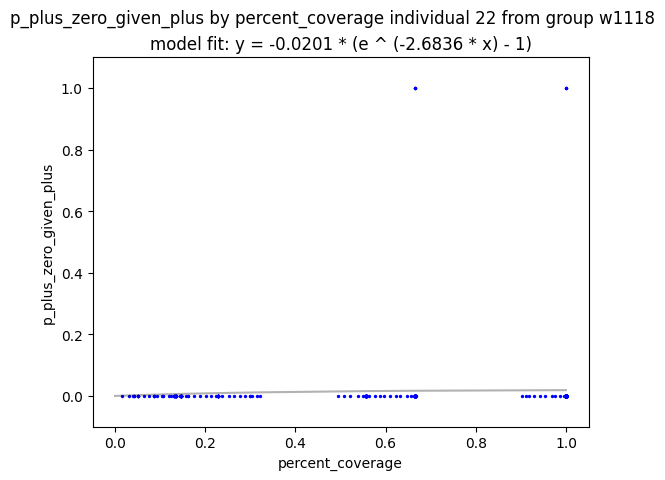 p_plus_zero_given_plus by percent_coverage individual 22 from group w1118
model fit: y = -0.0201 * (e ^ (-2.6836 * x) - 1)
p_plus_zero_given_plus
1.0
0.8
0.6
0.4
0.2
0.0
0.0 0.2 0.4 0.6 0.8 1.0
percent_coverage